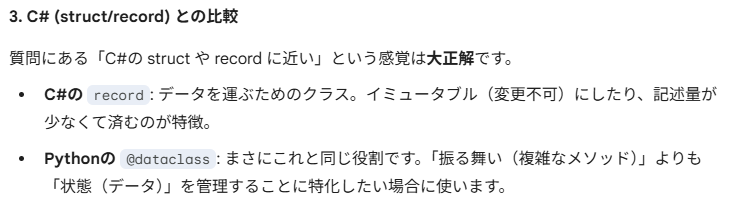 3. C# (struct/record) との比較
質問にある「C#の struct や record に近い」という感覚は大正解です。
• C#の record : データを運ぶためのクラス。イミュータブル（変更不可）にしたり、記述量が
少なくて済むのが特徴。
• Pythonの @dataclass : まさにこれと同じ役割です。「振る舞い（複雑なメソッド）」よりも
「状態（データ）」を管理することに特化したい場合に使います。